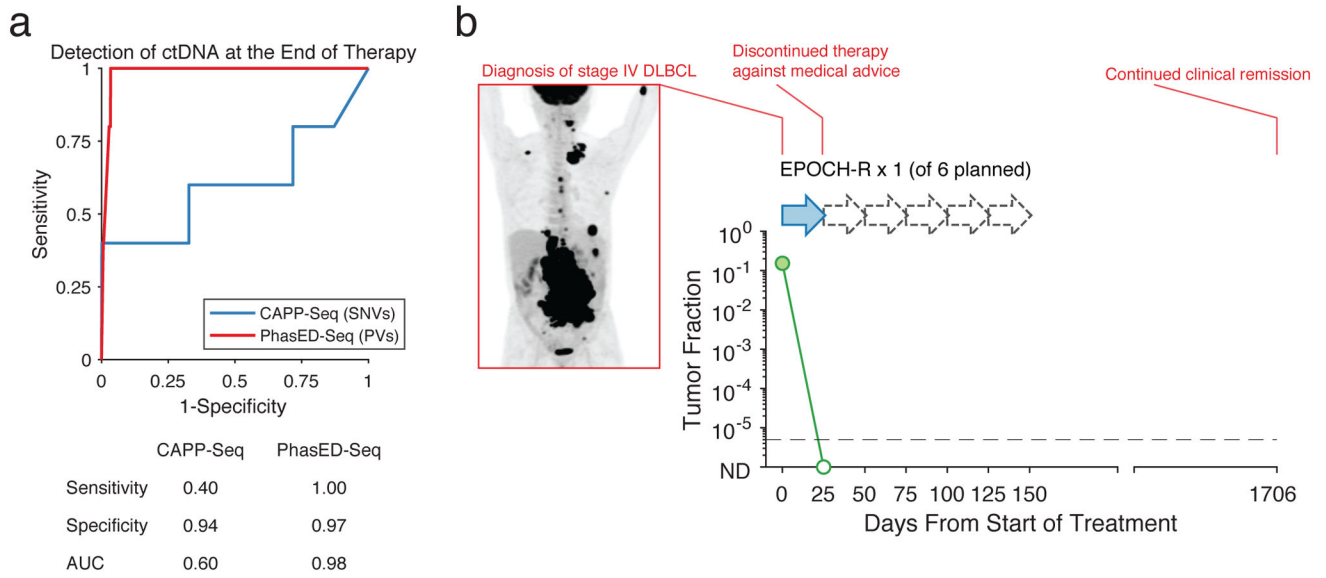 a
Detection of ctDNA at the End of Therapy
1
0.75
0.5
0.25
0
Sensitivity
CAPP-Seq (SNVs)
PhasED-Seq (PVs)
0 0.25 0.5 0.75 1
1-Specificity
CAPP-Seq PhasED-Seq
Sensitivity 0.40 1.00
Specificity 0.94 0.97
AUC 0.60 0.98
b
Diagnosis of stage IV DLBCL
Discontinued therapy
against medical advice
Continued clinical remission
EPOCH-R x 1 (of 6 planned)
10⁰
10⁻¹
10⁻²
10⁻³
10⁻⁴
10⁻⁵
ND
Tumor Fraction
0 25 50 75 100 125 150 1706
Days From Start of Treatment